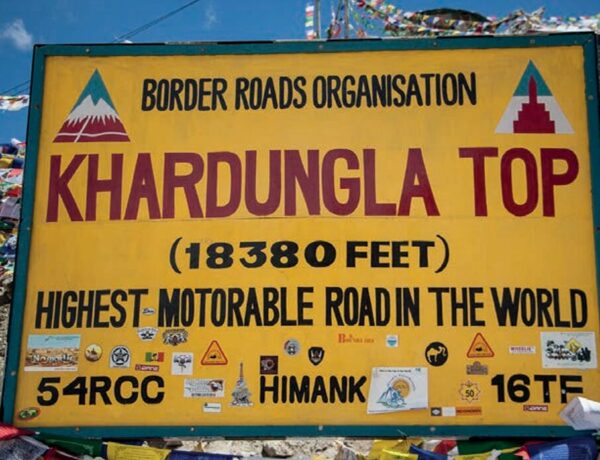 BORDER ROADS ORGANISATION
KHARDUNGLA TOP
(18380 FEET)
HIGHEST MOTORABLE ROAD IN THE WORLD
54RCC HIMANK 16TF